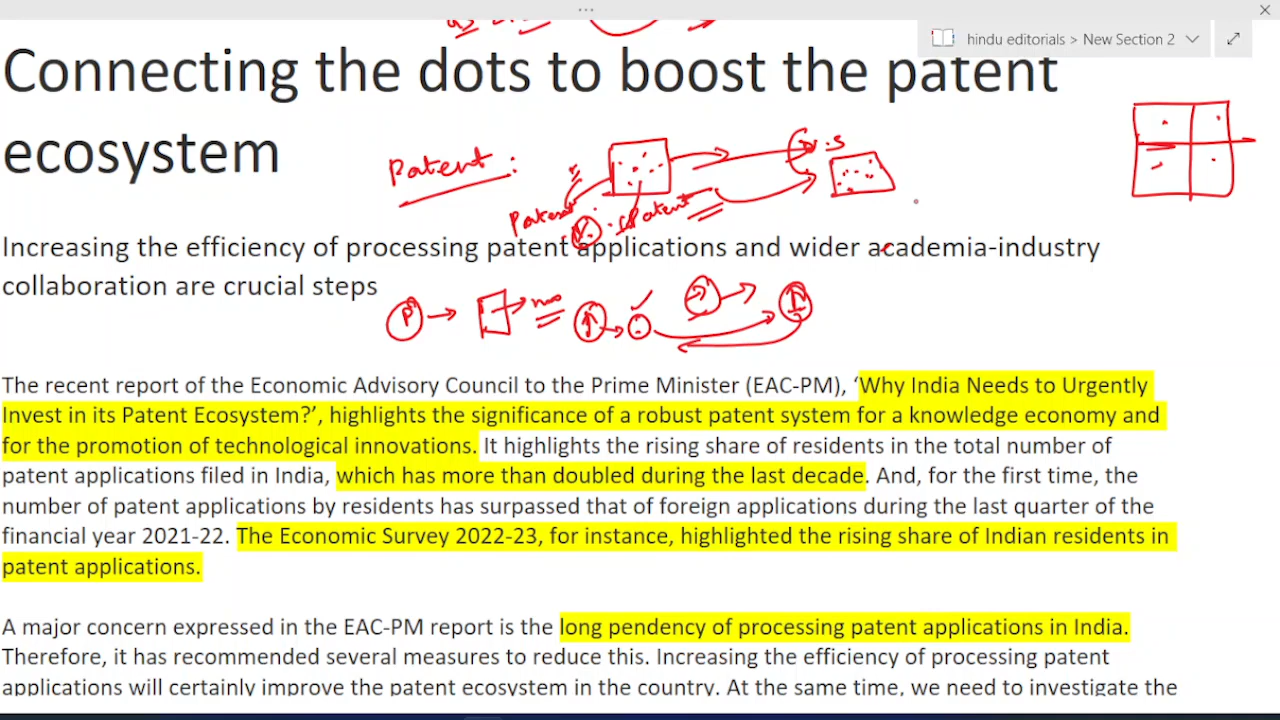 hindu editorials > New Section 2
Connecting the dots to boost the patent
ecosystem
Patent :
Patent
Patent
Increasing the efficiency of processing patent applications and wider academia-industry
collaboration are crucial steps
P
The recent report of the Economic Advisory Council to the Prime Minister (EAC-PM), ‘Why India Needs to Urgently
Invest in its Patent Ecosystem?’, highlights the significance of a robust patent system for a knowledge economy and
for the promotion of technological innovations. It highlights the rising share of residents in the total number of
patent applications filed in India, which has more than doubled during the last decade. And, for the first time, the
number of patent applications by residents has surpassed that of foreign applications during the last quarter of the
financial year 2021-22. The Economic Survey 2022-23, for instance, highlighted the rising share of Indian residents in
patent applications.
A major concern expressed in the EAC-PM report is the long pendency of processing patent applications in India.
Therefore, it has recommended several measures to reduce this. Increasing the efficiency of processing patent
applications will certainly improve the patent ecosystem in the country. At the same time, we need to investigate the